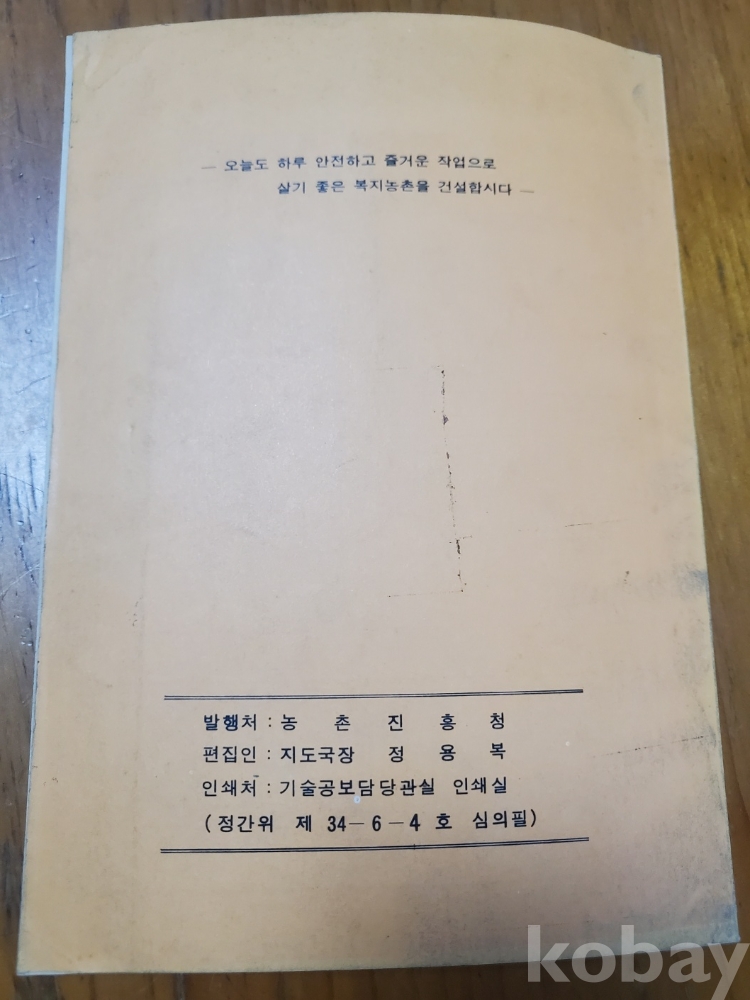 — 오늘도 하루 안전하고 즐거운 작업으로
살기 좋은 복지농촌을 건설합시다 —
발행처 : 농 촌 진 흥 청
편집인 : 지도국장 정 용 복
인쇄처 : 기술공보담당관실 인쇄실
(정간위 제 34-6-4 호 심의필)
kobay